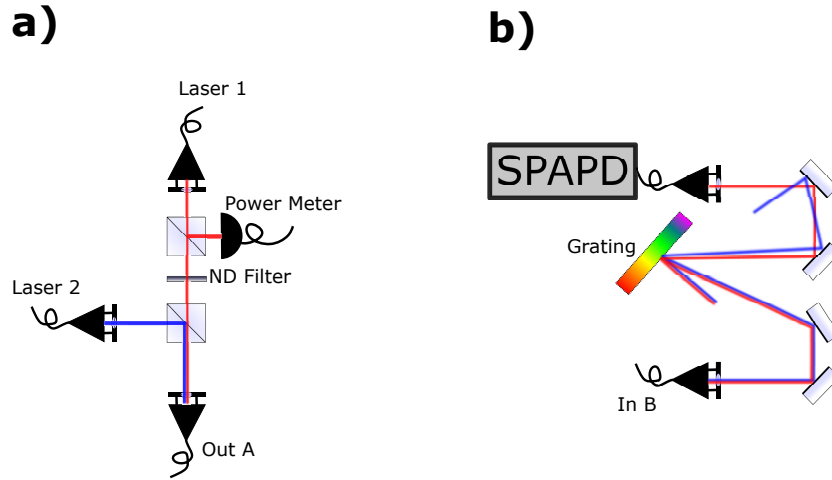 a)
Laser 1
Power Meter
ND Filter
Laser 2
Out A
b)
SPAPD
Grating
In B